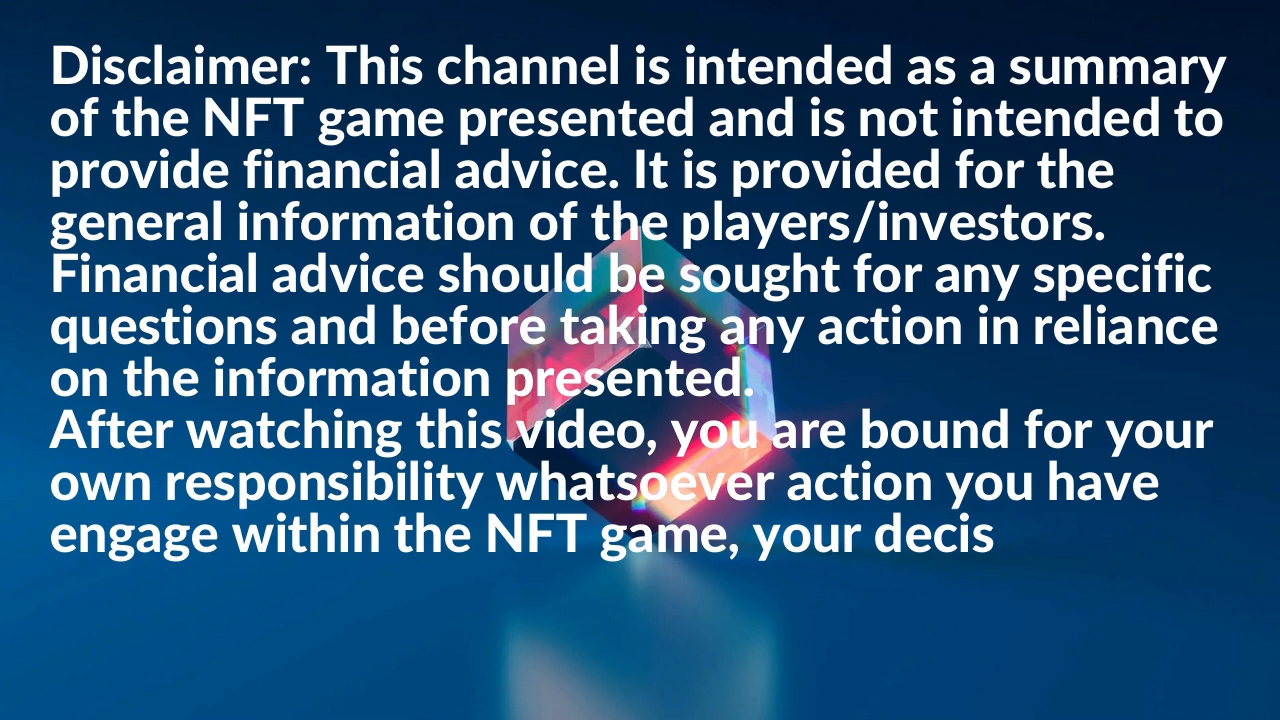 Disclaimer: This channel is intended as a summary
of the NFT game presented and is not intended to
provide financial advice. It is provided for the
general information of the players/investors.
Financial advice should be sought for any specific
questions and before taking any action in reliance
on the information presented.
After watching this video, you are bound for your
own responsibility whatsoever action you have
engage within the NFT game, your decis